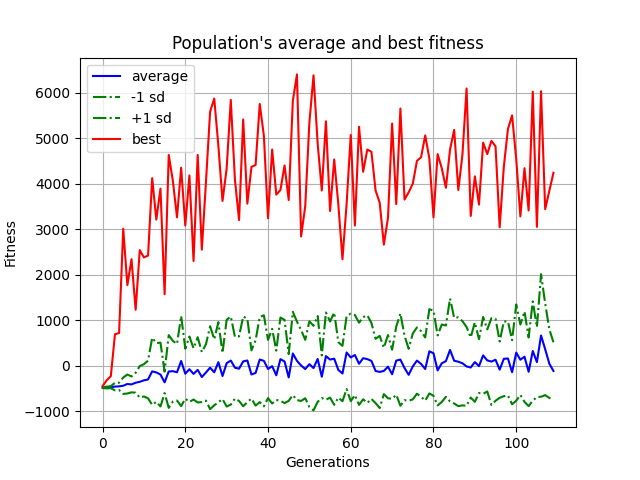 Population's average and best fitness
average
-1 sd
+1 sd
best
6000
5000
4000
3000
2000
1000
0
−1000
Fitness
0 20 40 60 80 100
Generations